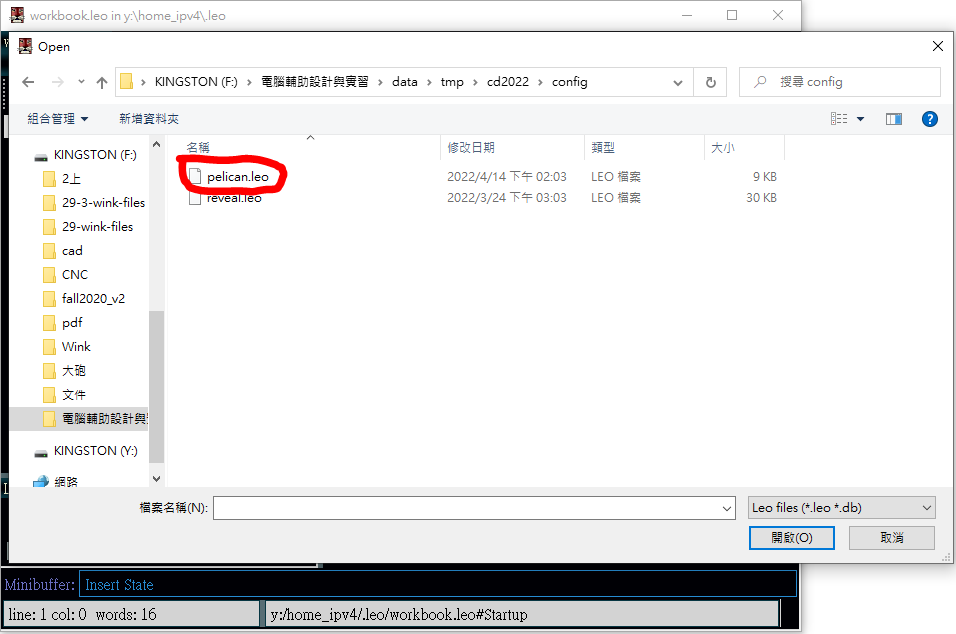 workbook.leo in y:\home_ipv4\.leo
Open
KINGSTON (F:) › 電腦輔助設計與實習 › data › tmp › cd2022 › config
搜尋 config
組合管理 新增資料夾
名稱 修改日期 類型 大小
pelican.leo 2022/4/14 下午 02:03 LEO 檔案 9 KB
reveal.leo 2022/3/24 下午 03:03 LEO 檔案 30 KB
KINGSTON (F:)
2上
29-3-wink-files
29-wink-files
cad
CNC
fall2020_v2
pdf
Wink
大砲
文件
電腦輔助設計與
KINGSTON (Y:)
網路
檔案名稱(N):
Leo files (*.leo *.db)
開啟(O) 取消
Minibuffer: Insert State
line: 1 col: 0 words: 16 y:/home_ipv4/.leo/workbook.leo#Startup